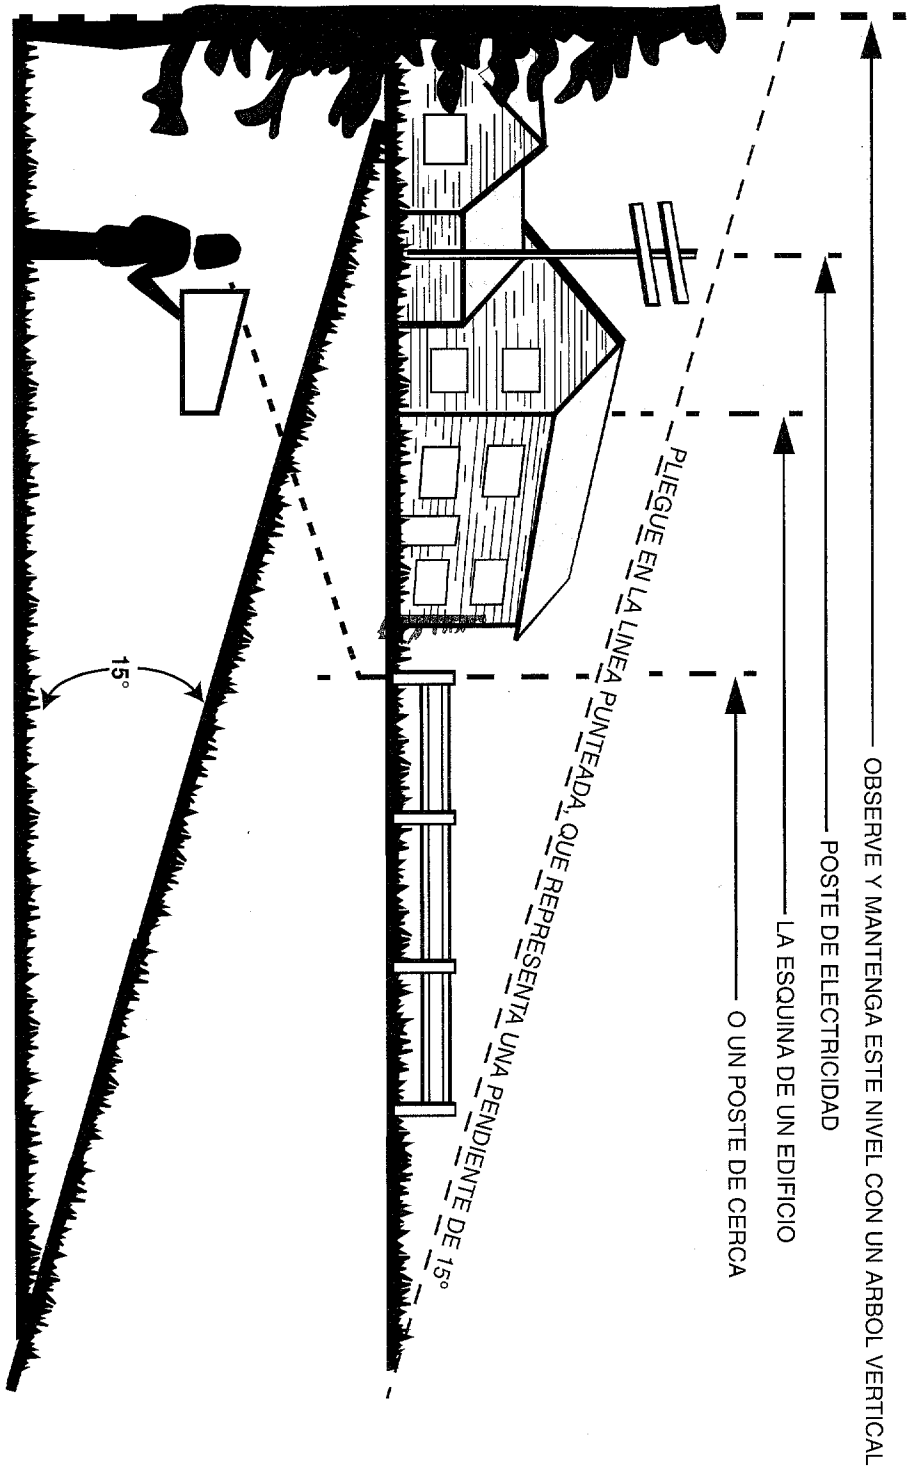 OBSERVE Y MANTENGA ESTE NIVEL CON UN ARBOL VERTICAL
POSTE DE ELECTRICIDAD
LA ESQUINA DE UN EDIFICIO
O UN POSTE DE CERCA
PLIEGUE EN LA LINEA PUNTEADA, QUE REPRESENTA UNA PENDIENTE DE 15°
15°